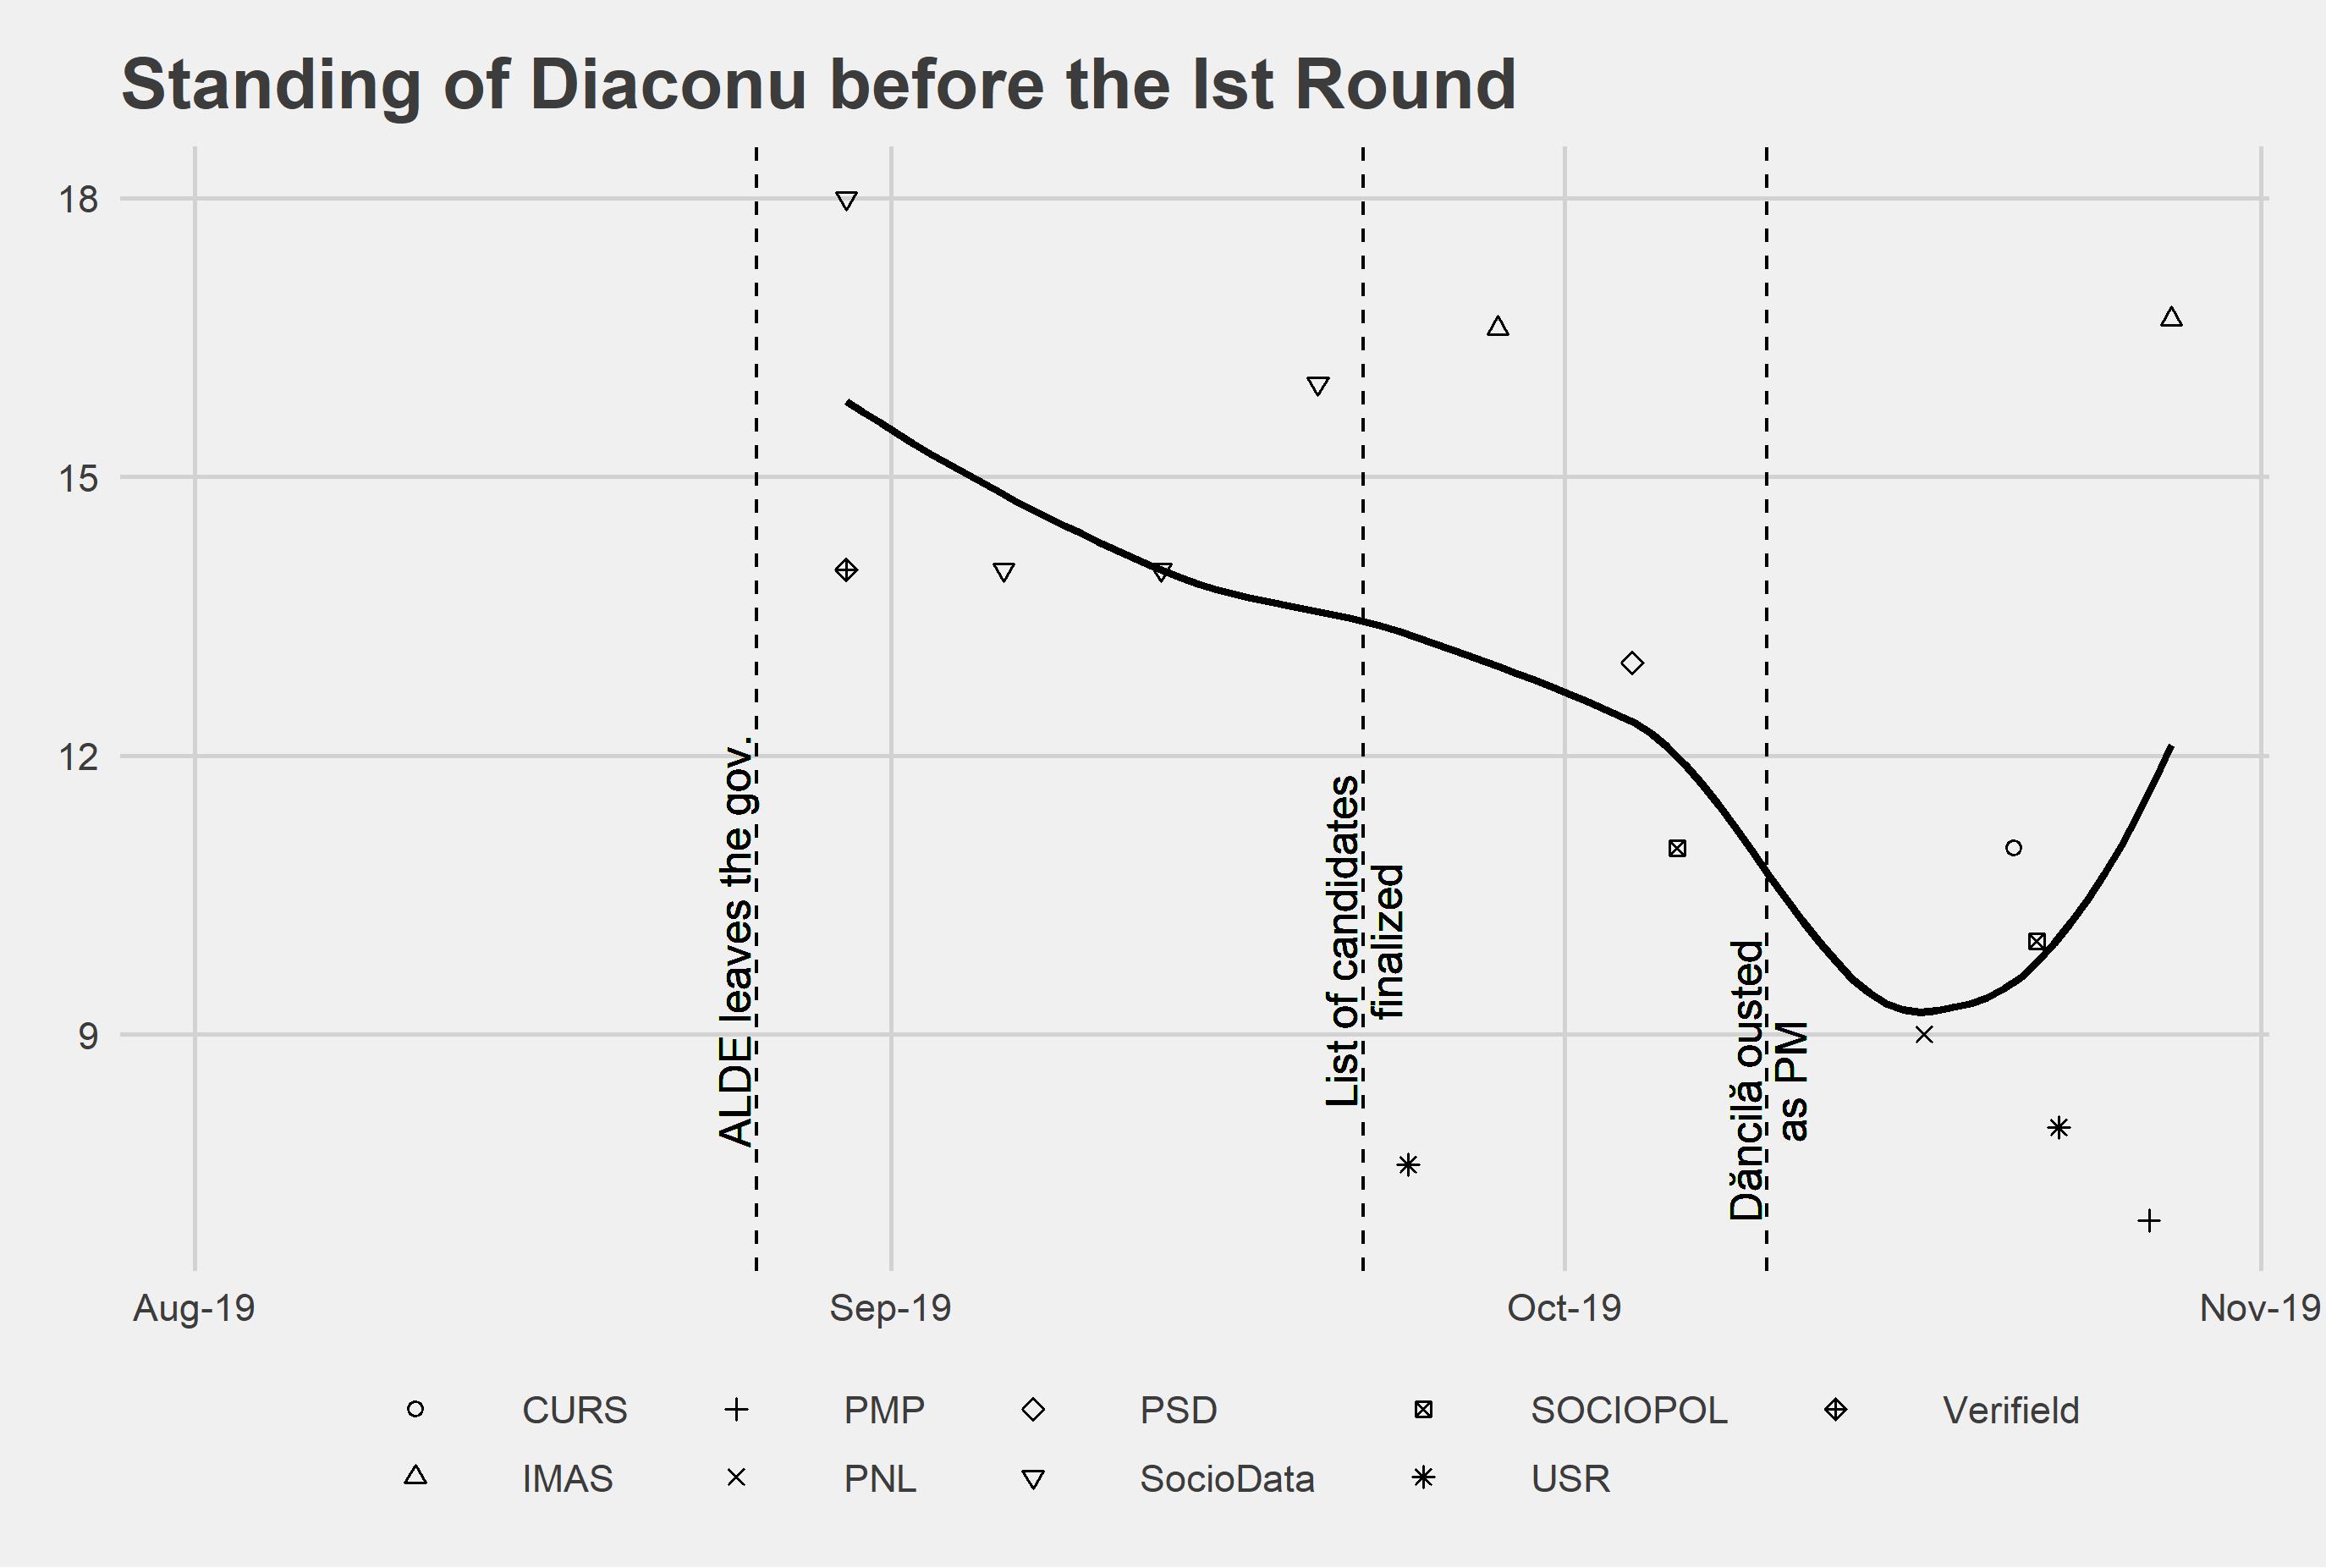 Standing of Diaconu before the Ist Round
18
15
12
9
ALDE leaves the gov.
List of candidates
finalized
Dăncilă ousted
as PM
Aug-19
Sep-19
Oct-19
Nov-19
CURS
PMP
PSD
SOCIOPOL
Verifield
IMAS
PNL
SocioData
USR